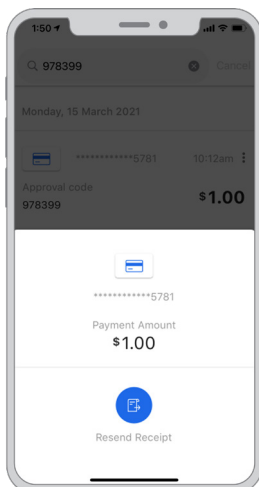 1:50
978399 Cancel
Monday, 15 March 2021
************5781 10:12am
Approval code
978399 $1.00
************5781
Payment Amount
$1.00
Resend Receipt